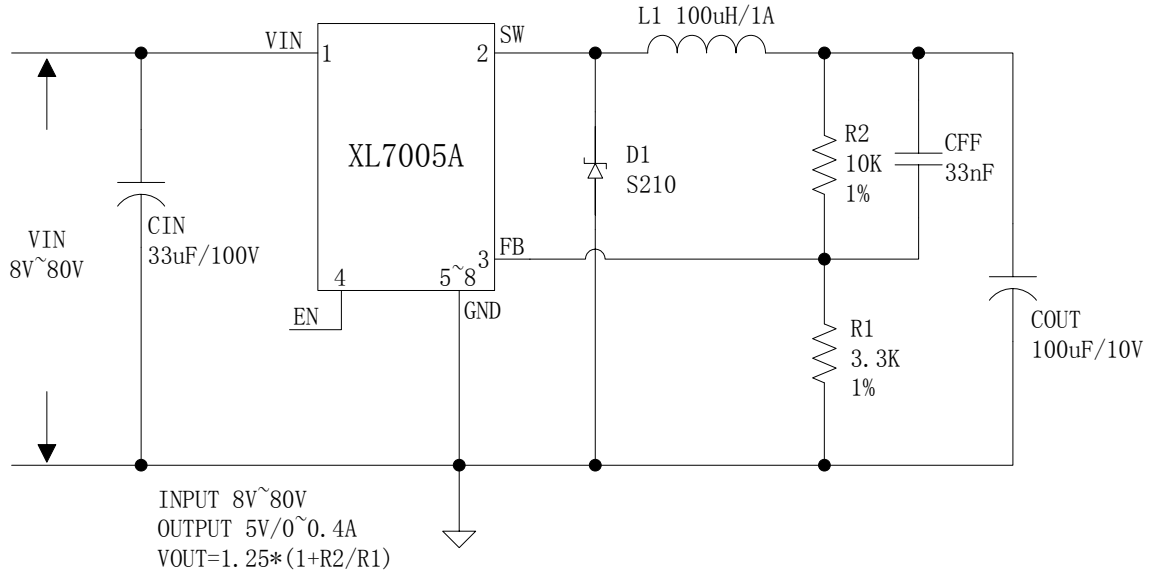 L1 100uH/1A
VIN
1
2
SW
XL7005A
R2
10K
1%
CFF
33nF
D1
S210
CIN
33uF/100V
VIN
8V~80V
3
FB
4
5~8
EN
GND
R1
3.3K
1%
COUT
100uF/10V
INPUT 8V~80V
OUTPUT 5V/0~0.4A
VOUT=1.25*(1+R2/R1)